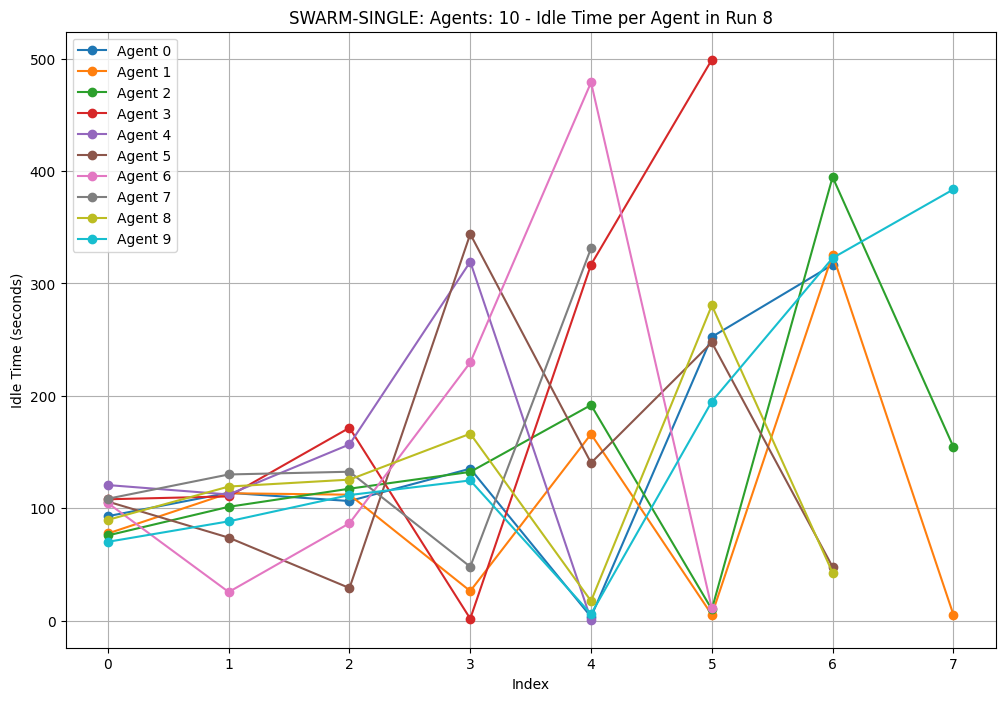 SWARM-SINGLE: Agents: 10 - Idle Time per Agent in Run 8
Agent 0
Agent 1
Agent 2
Agent 3
Agent 4
Agent 5
Agent 6
Agent 7
Agent 8
Agent 9
500
400
300
200
100
0
Idle Time (seconds)
0 1 2 3 4 5 6 7
Index